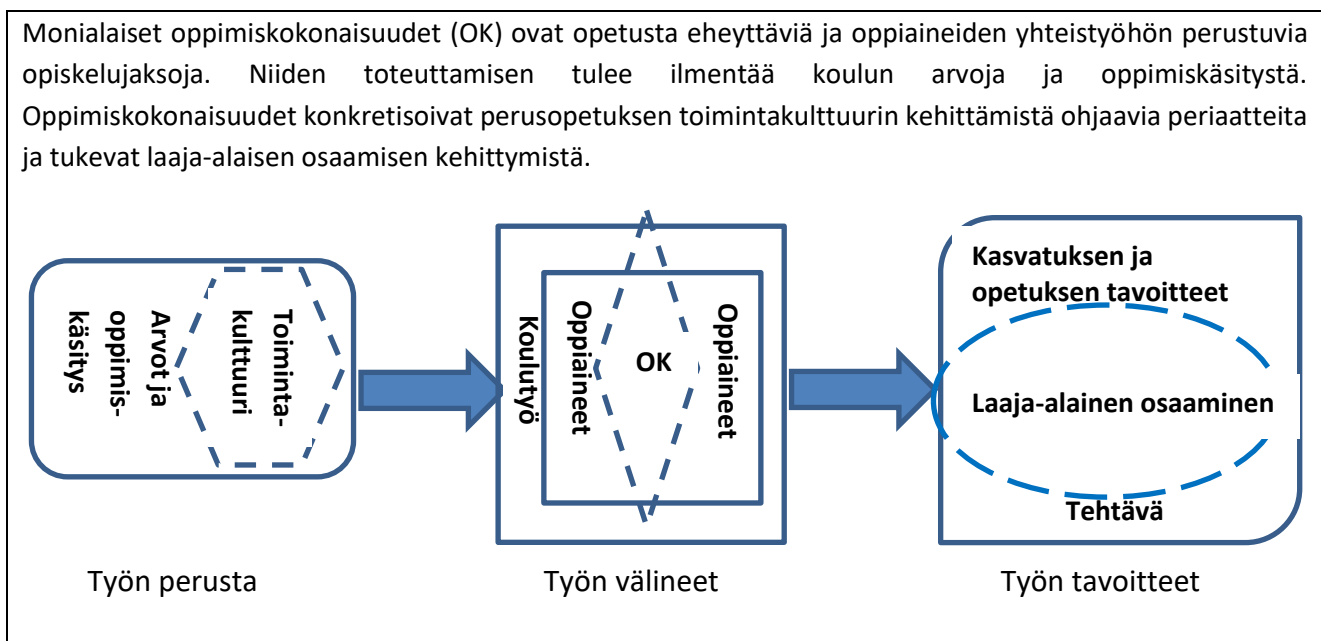 Monialaiset oppimiskokonaisuudet (OK) ovat opetusta eheyttäviä ja oppiaineiden yhteistyöhön perustuvia
opiskelujaksoja. Niiden toteuttamisen tulee ilmentää koulun arvoja ja oppimiskäsitystä.
Oppimiskokonaisuudet konkretisoivat perusopetuksen toimintakulttuurin kehittämistä ohjaavia periaatteita
ja tukevat laaja-alaisen osaamisen kehittymistä.
Arvot ja
oppimis-
käsitys
Toiminta-
kulttuuri
Koulutyö
Oppiaineet
OK
Oppiaineet
Kasvatuksen ja
opetuksen tavoitteet
Laaja-alainen osaaminen
Tehtävä
Työn perusta
Työn välineet
Työn tavoitteet